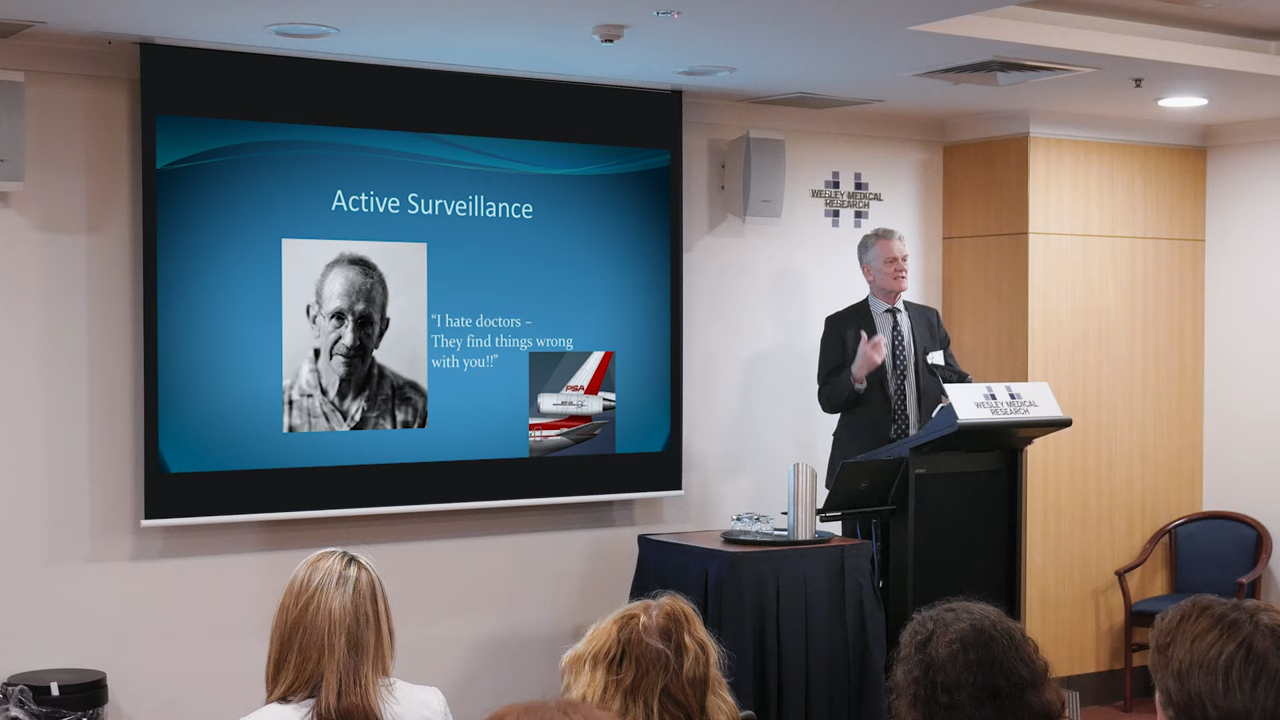 Active Surveillance
"I hate doctors –
They find things wrong
with you!!"
PSA
WESLEY MEDICAL
RESEARCH
WESLEY MEDICAL
RESEARCH